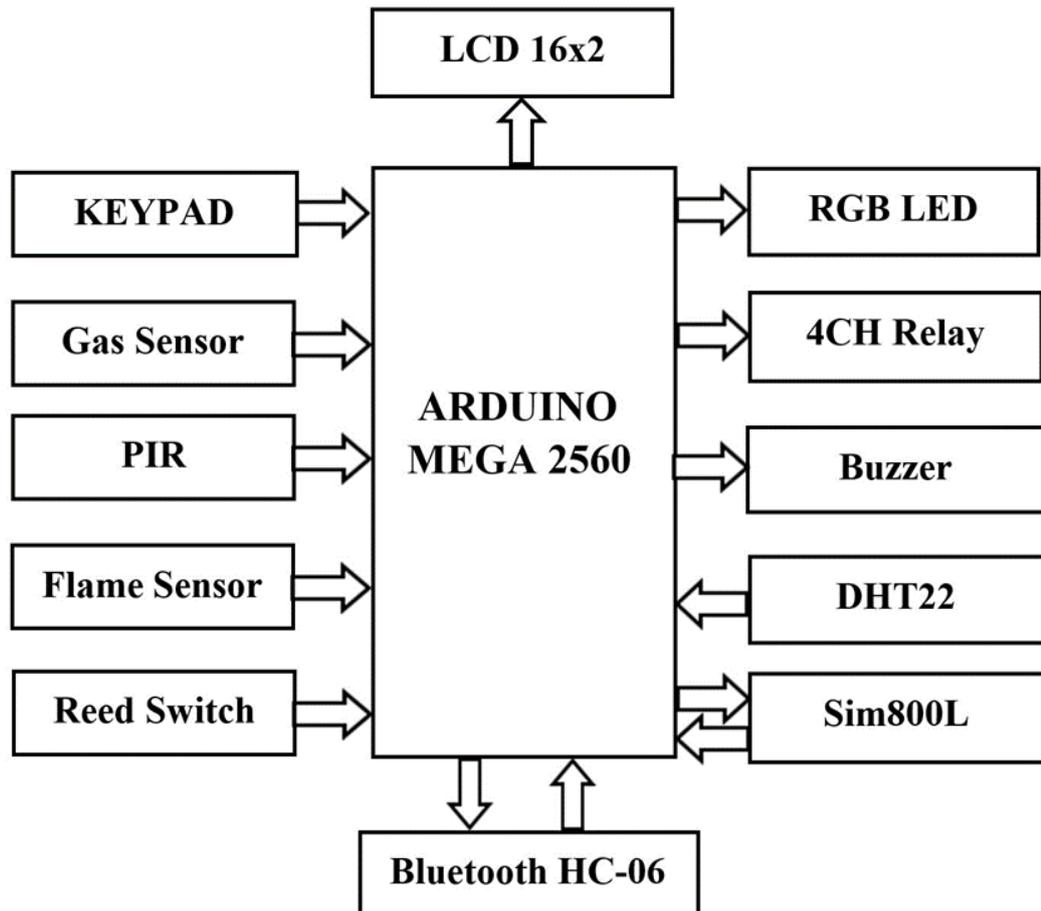 LCD 16x2
KEYPAD
RGB LED
Gas Sensor
4CH Relay
ARDUINO
MEGA 2560
PIR
Buzzer
Flame Sensor
DHT22
Reed Switch
Sim800L
Bluetooth HC-06